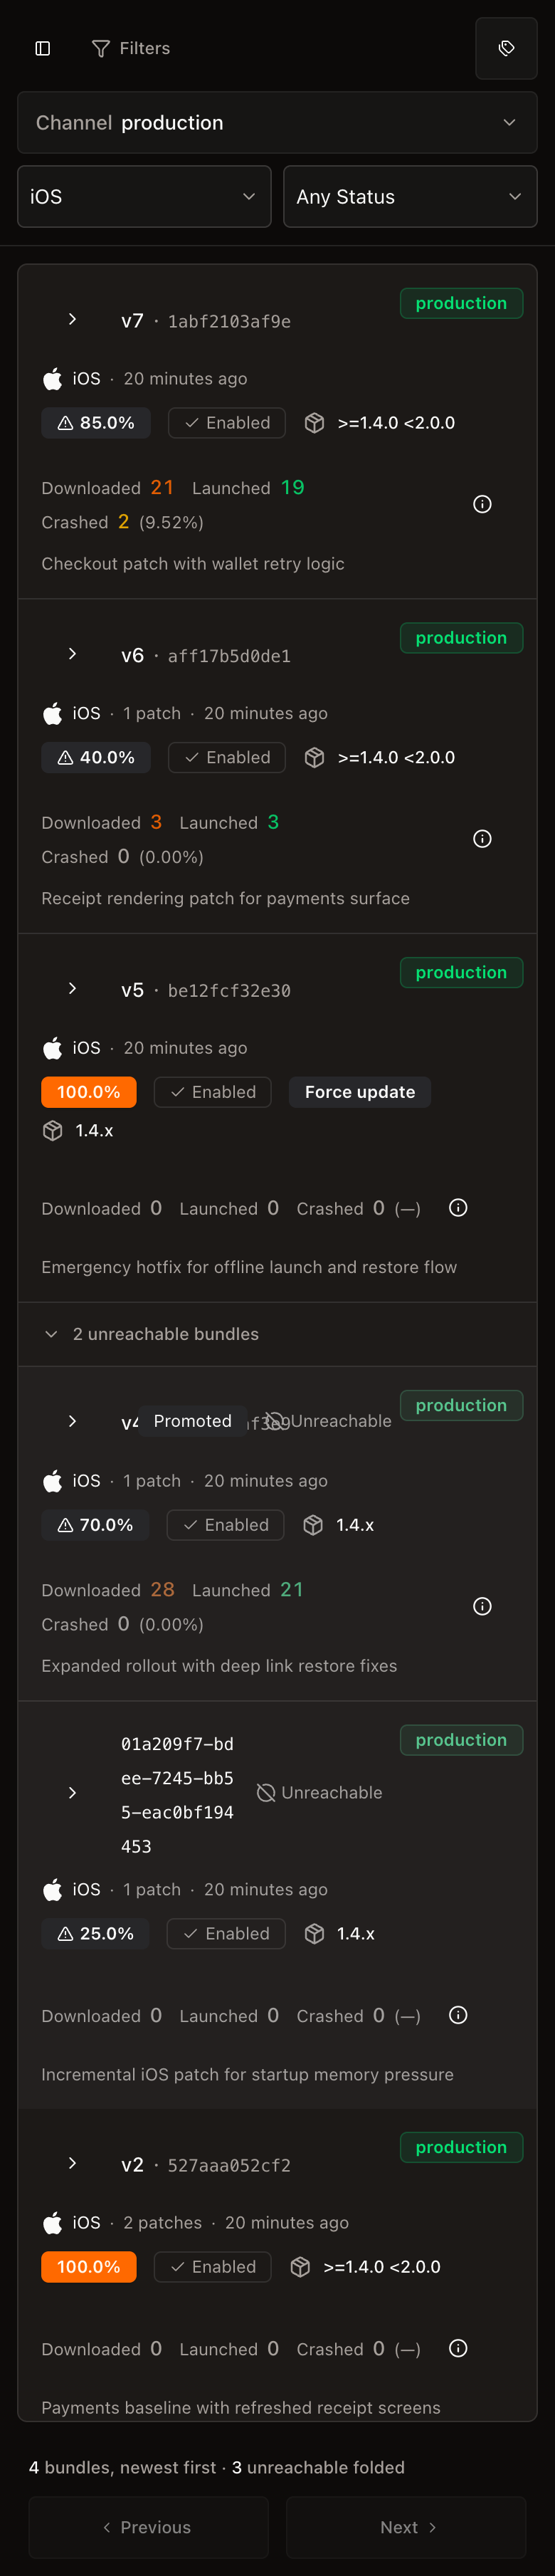 Filters
Channel production
iOS
Any Status
production
v7 · 1abf2103af9e
iOS · 20 minutes ago
85.0% Enabled >=1.4.0 <2.0.0
Downloaded 21 Launched 19
Crashed 2 (9.52%)
Checkout patch with wallet retry logic
production
v6 · aff17b5d0de1
iOS · 1 patch · 20 minutes ago
40.0% Enabled >=1.4.0 <2.0.0
Downloaded 3 Launched 3
Crashed 0 (0.00%)
Receipt rendering patch for payments surface
production
v5 · be12fcf32e30
iOS · 20 minutes ago
100.0% Enabled Force update
1.4.x
Downloaded 0 Launched 0 Crashed 0 (—)
Emergency hotfix for offline launch and restore flow
2 unreachable bundles
production
v4 Promoted Unreachable
iOS · 1 patch · 20 minutes ago
70.0% Enabled 1.4.x
Downloaded 28 Launched 21
Crashed 0 (0.00%)
Expanded rollout with deep link restore fixes
production
01a209f7-bd
ee-7245-bb5
5-eac0bf194
453
Unreachable
iOS · 1 patch · 20 minutes ago
25.0% Enabled 1.4.x
Downloaded 0 Launched 0 Crashed 0 (—)
Incremental iOS patch for startup memory pressure
production
v2 · 527aaa052cf2
iOS · 2 patches · 20 minutes ago
100.0% Enabled >=1.4.0 <2.0.0
Downloaded 0 Launched 0 Crashed 0 (—)
Payments baseline with refreshed receipt screens
4 bundles, newest first · 3 unreachable folded
Previous
Next